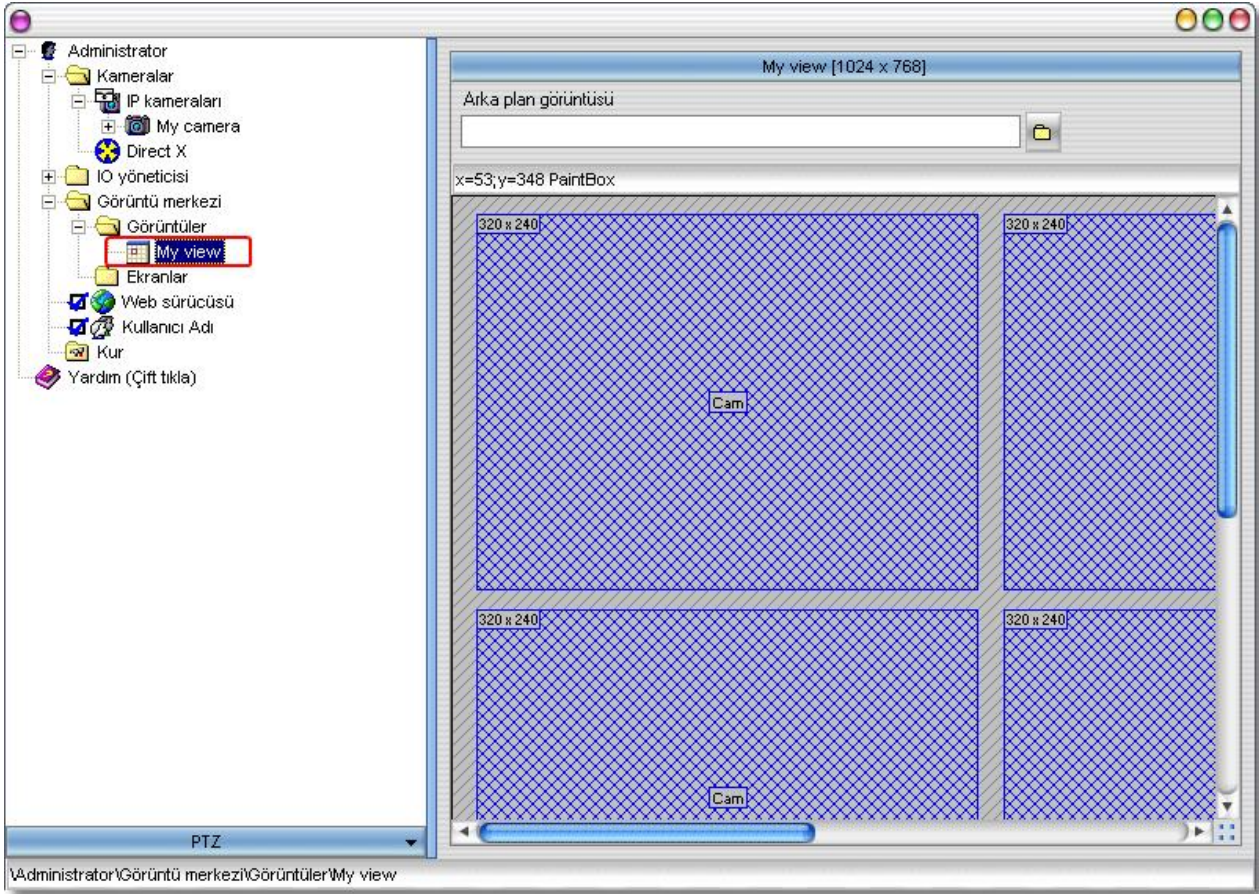 Administrator
Kameralar
IP kameraları
My camera
Direct X
IO yöneticisi
Görüntü merkezi
Görüntüler
My view
Ekranlar
Web sürücüsü
Kullanıcı Adı
Kur
Yardım (Çift tıkla)
PTZ
My view [1024 x 768]
Arka plan görüntüsü
x=53;y=348 PaintBox
320 x 240
320 x 240
Cam
320 x 240
320 x 240
Cam
\Administrator\Görüntü merkezi\Görüntüler\My view